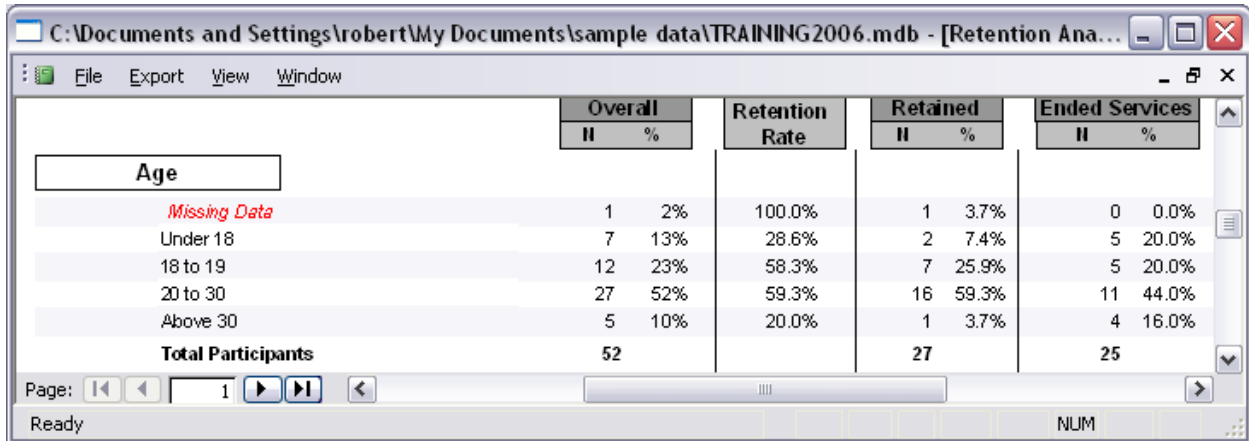 C:\Documents and Settings\robert\My Documents\sample data\TRAINING2006.mdb - [Retention Ana...
File Export View Window
Overall Retention Retained Ended Services
N % Rate N % N %
Age
Missing Data 1 2% 100.0% 1 3.7% 0 0.0%
Under 18 7 13% 28.6% 2 7.4% 5 20.0%
18 to 19 12 23% 58.3% 7 25.9% 5 20.0%
20 to 30 27 52% 59.3% 16 59.3% 11 44.0%
Above 30 5 10% 20.0% 1 3.7% 4 16.0%
Total Participants 52 27 25
Page: 1
Ready NUM